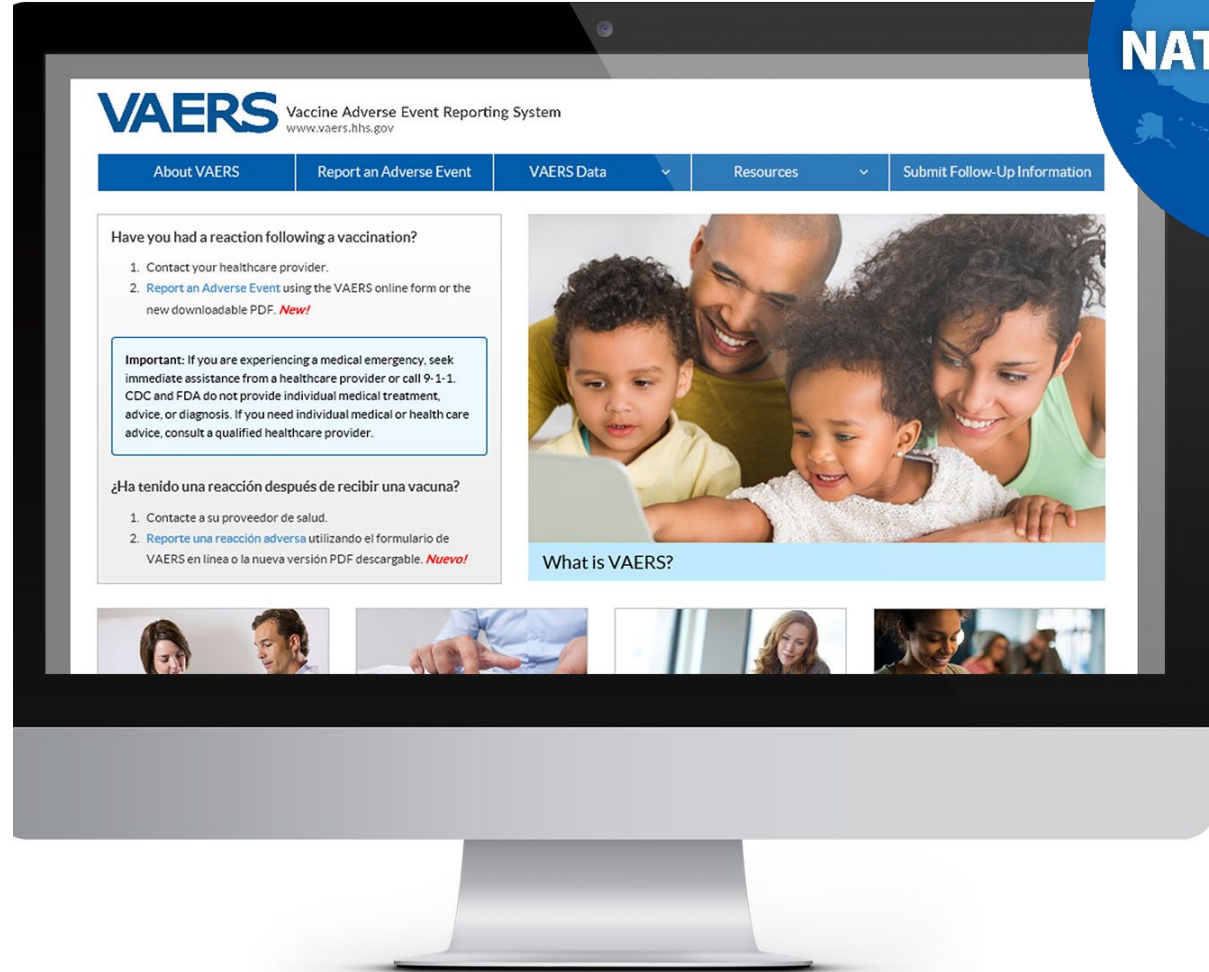 NAT
VAERS
Vaccine Adverse Event Reporting System
www.vaers.hhs.gov
About VAERS
Report an Adverse Event
VAERS Data
Resources
Submit Follow-Up Information
Have you had a reaction following a vaccination?
1. Contact your healthcare provider.
2. Report an Adverse Event using the VAERS online form or the
new downloadable PDF. New!
Important: If you are experiencing a medical emergency, seek
immediate assistance from a healthcare provider or call 9-1-1.
CDC and FDA do not provide individual medical treatment,
advice, or diagnosis. If you need individual medical or health care
advice, consult a qualified healthcare provider.
¿Ha tenido una reacción después de recibir una vacuna?
1. Contacte a su proveedor de salud.
2. Reporte una reacción adversa utilizando el formulario de
VAERS en línea o la nueva versión PDF descargable. Nuevo!
What is VAERS?